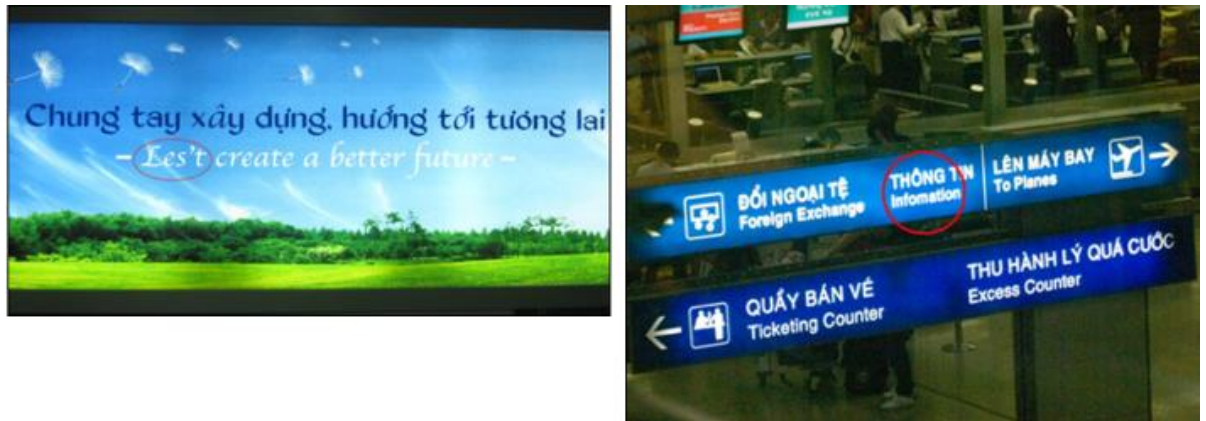 Chung tay xây dựng, hướng tới tương lai
- Les't create a better future -
ĐỔI NGOẠI TỆ
Foreign Exchange
THÔNG TIN
Infomation
LÊN MÁY BAY
To Planes
QUẦY BÁN VÉ
Ticketing Counter
THU HÀNH LÝ QUÁ CƯỚC
Excess Counter